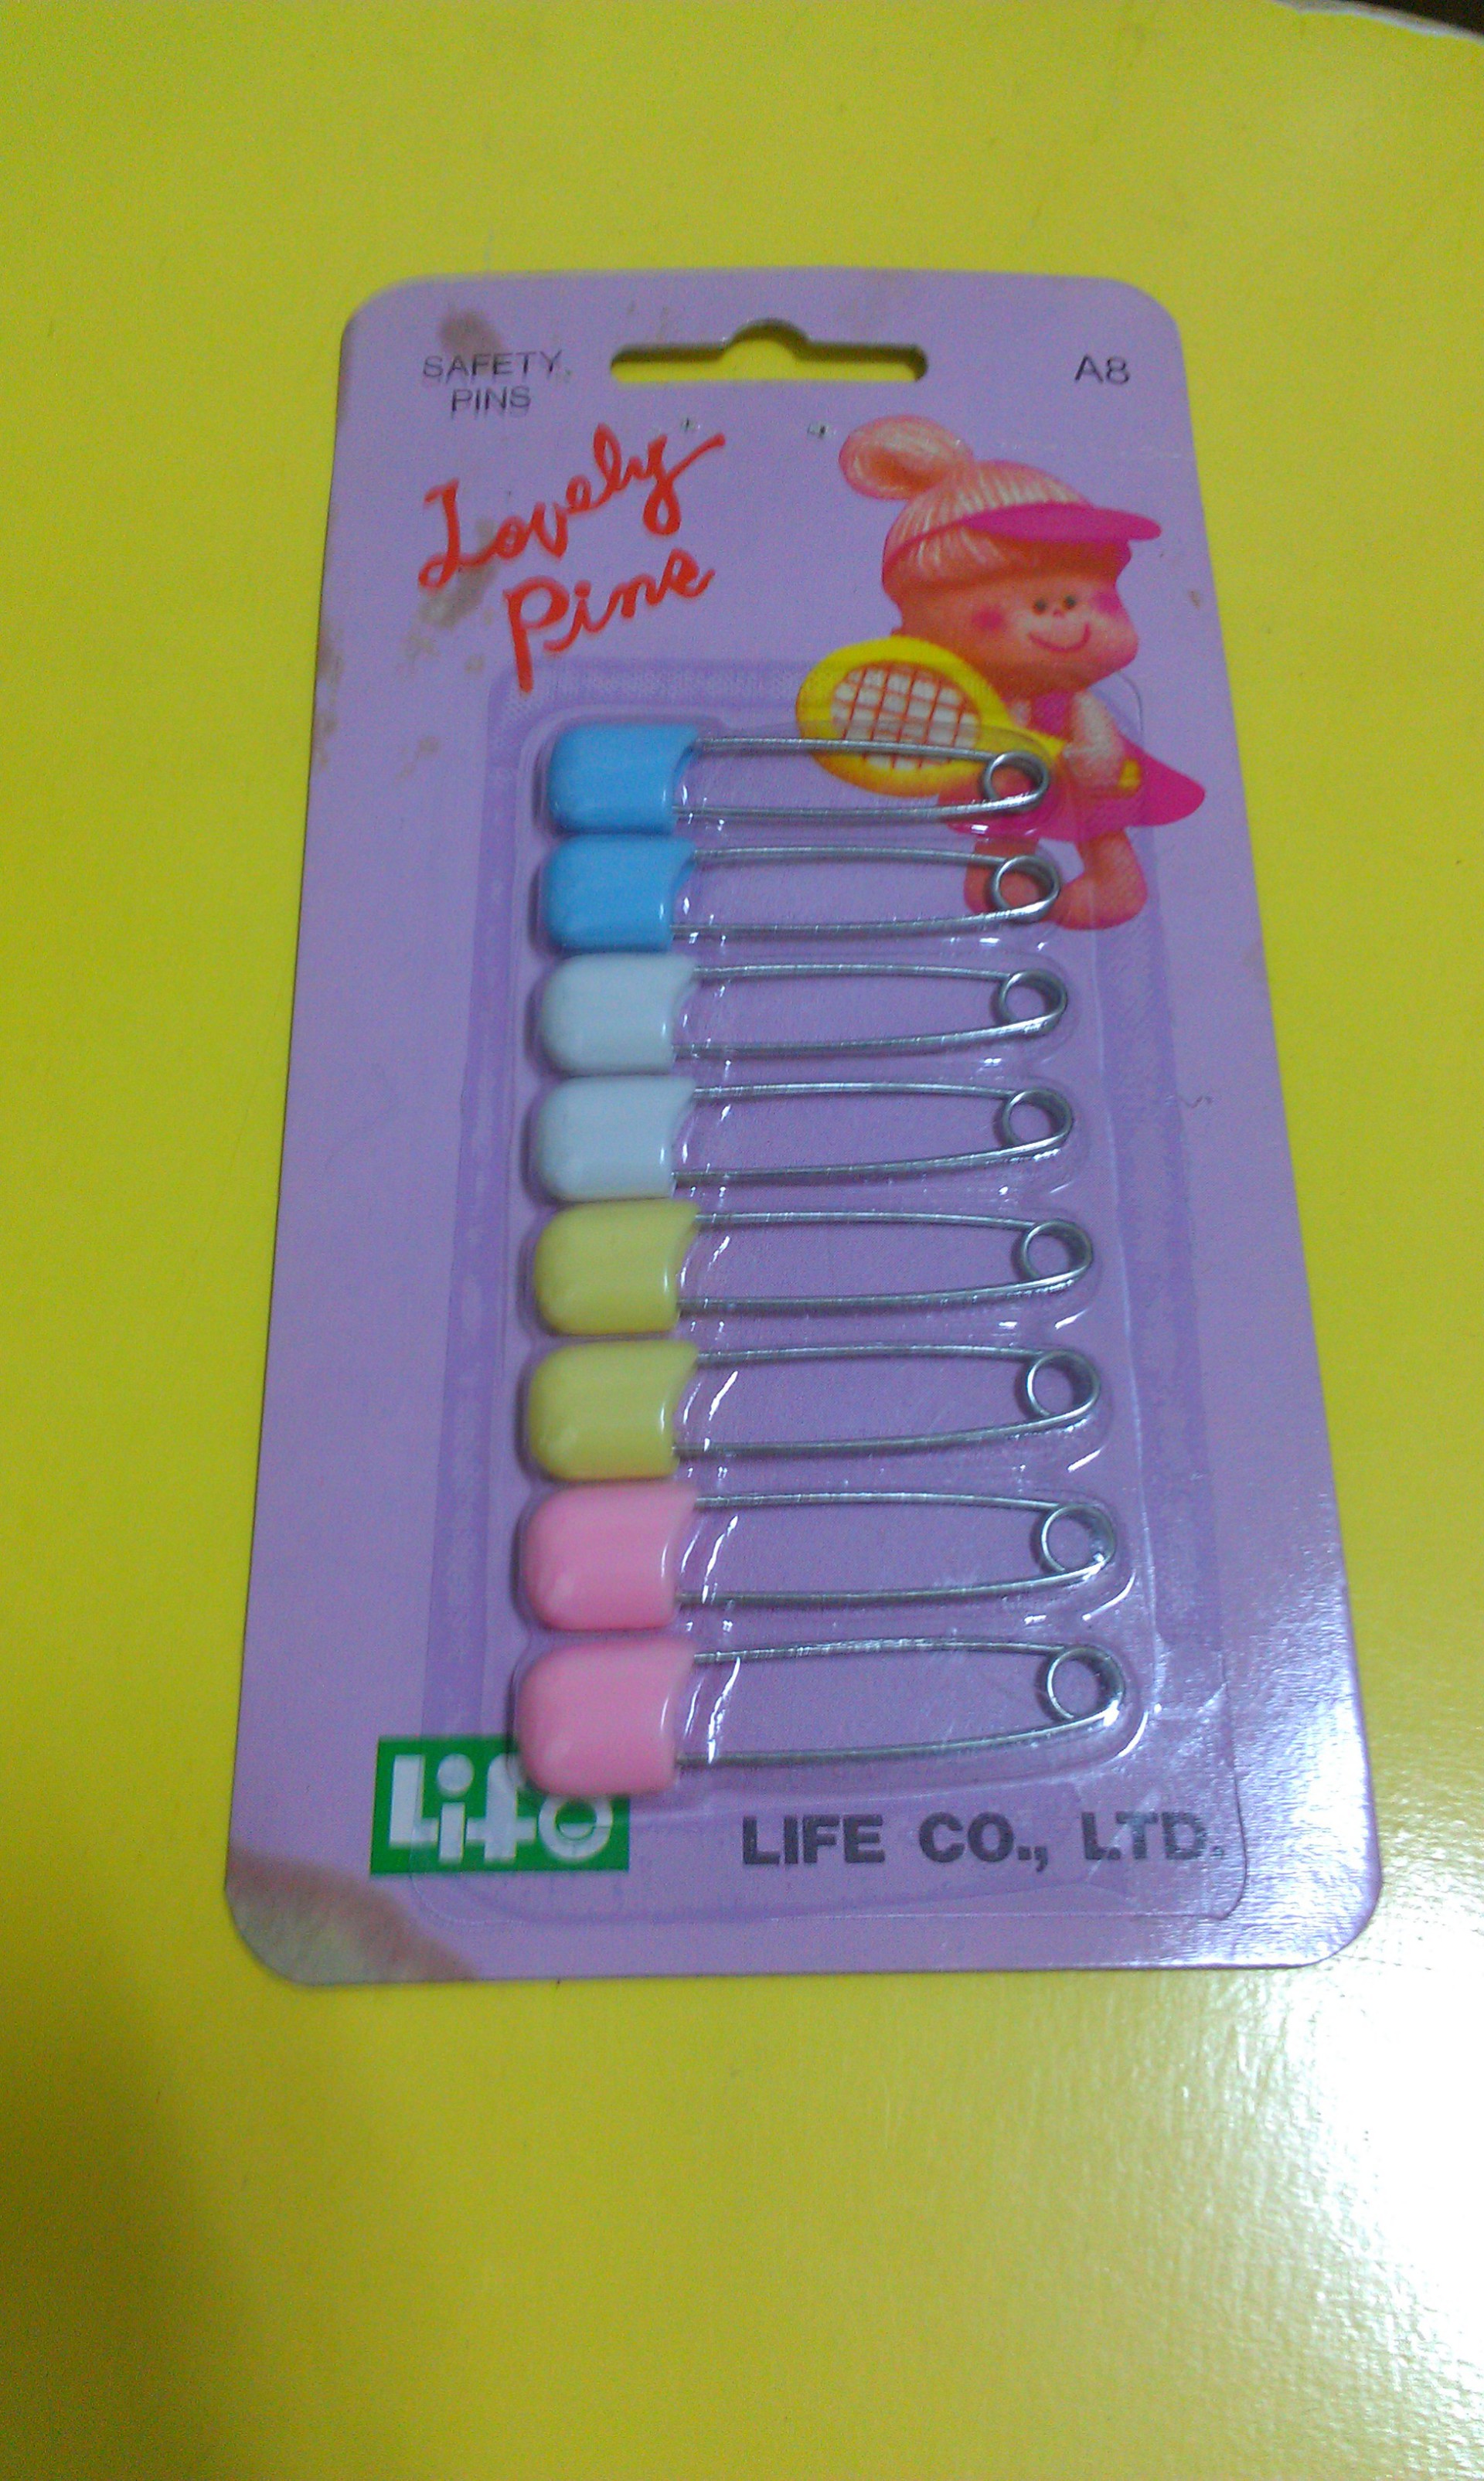 SAFETY
PINS
A8
Lovely
Pins
Life
LIFE CO., LTD.